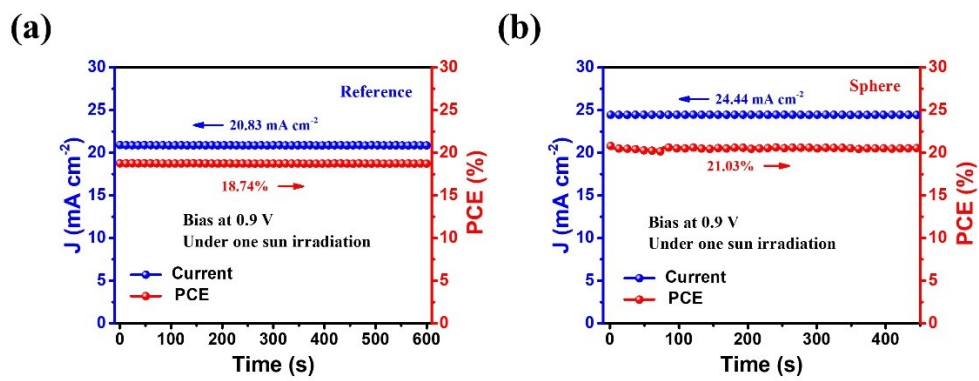 (a)
30
25
20
15
10
5
0
J (mA cm⁻²)
Reference
20.83 mA cm⁻²
18.74%
Bias at 0.9 V
Under one sun irradiation
Current
PCE
30
25
20
15
10
5
0
PCE (%)
0 100 200 300 400 500 600
Time (s)
(b)
30
25
20
15
10
5
0
J (mA cm⁻²)
Sphere
24.44 mA cm⁻²
21.03%
Bias at 0.9 V
Under one sun irradiation
Current
PCE
30
25
20
15
10
5
0
PCE (%)
0 100 200 300 400
Time (s)